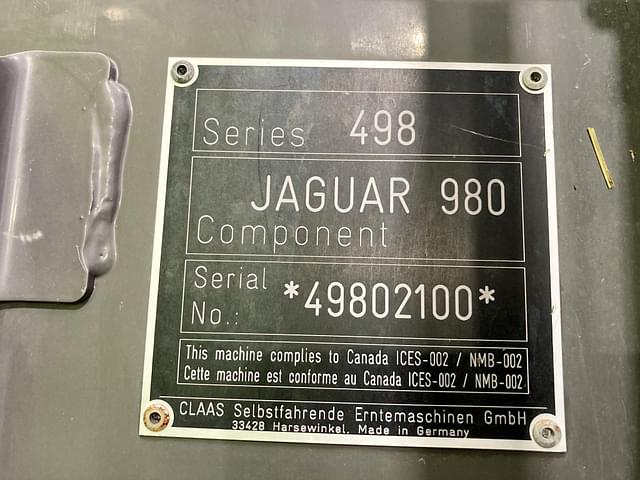 Series 498
JAGUAR 980
Component
Serial
No.: *49802100*
This machine complies to Canada ICES-002 / NMB-002
Cette machine est conforme au Canada ICES-002 / NMB-002
CLAAS Selbstfahrende Erntemaschinen GmbH
33428 Harsewinkel. Made in Germany